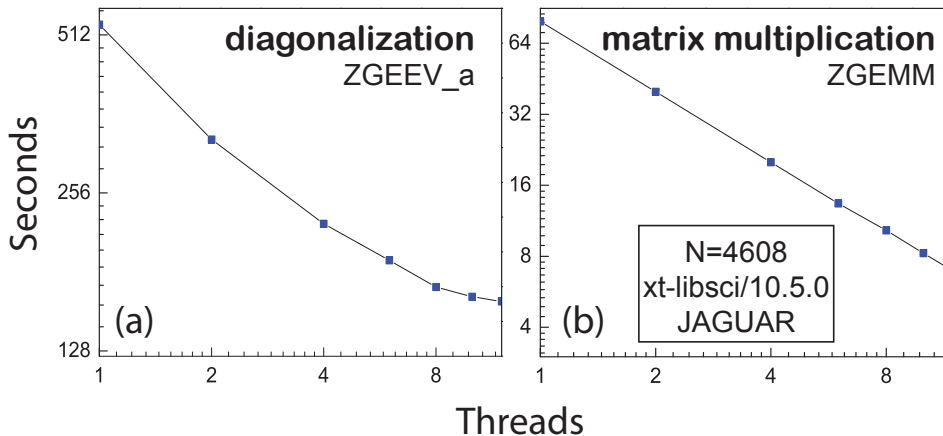 diagonalization
ZGEEV_a
512
256
128
Seconds
(a)
1
2
4
8
matrix multiplication
ZGEMM
64
32
16
8
4
N=4608
xt-libsci/10.5.0
JAGUAR
(b)
1
2
4
8
Threads